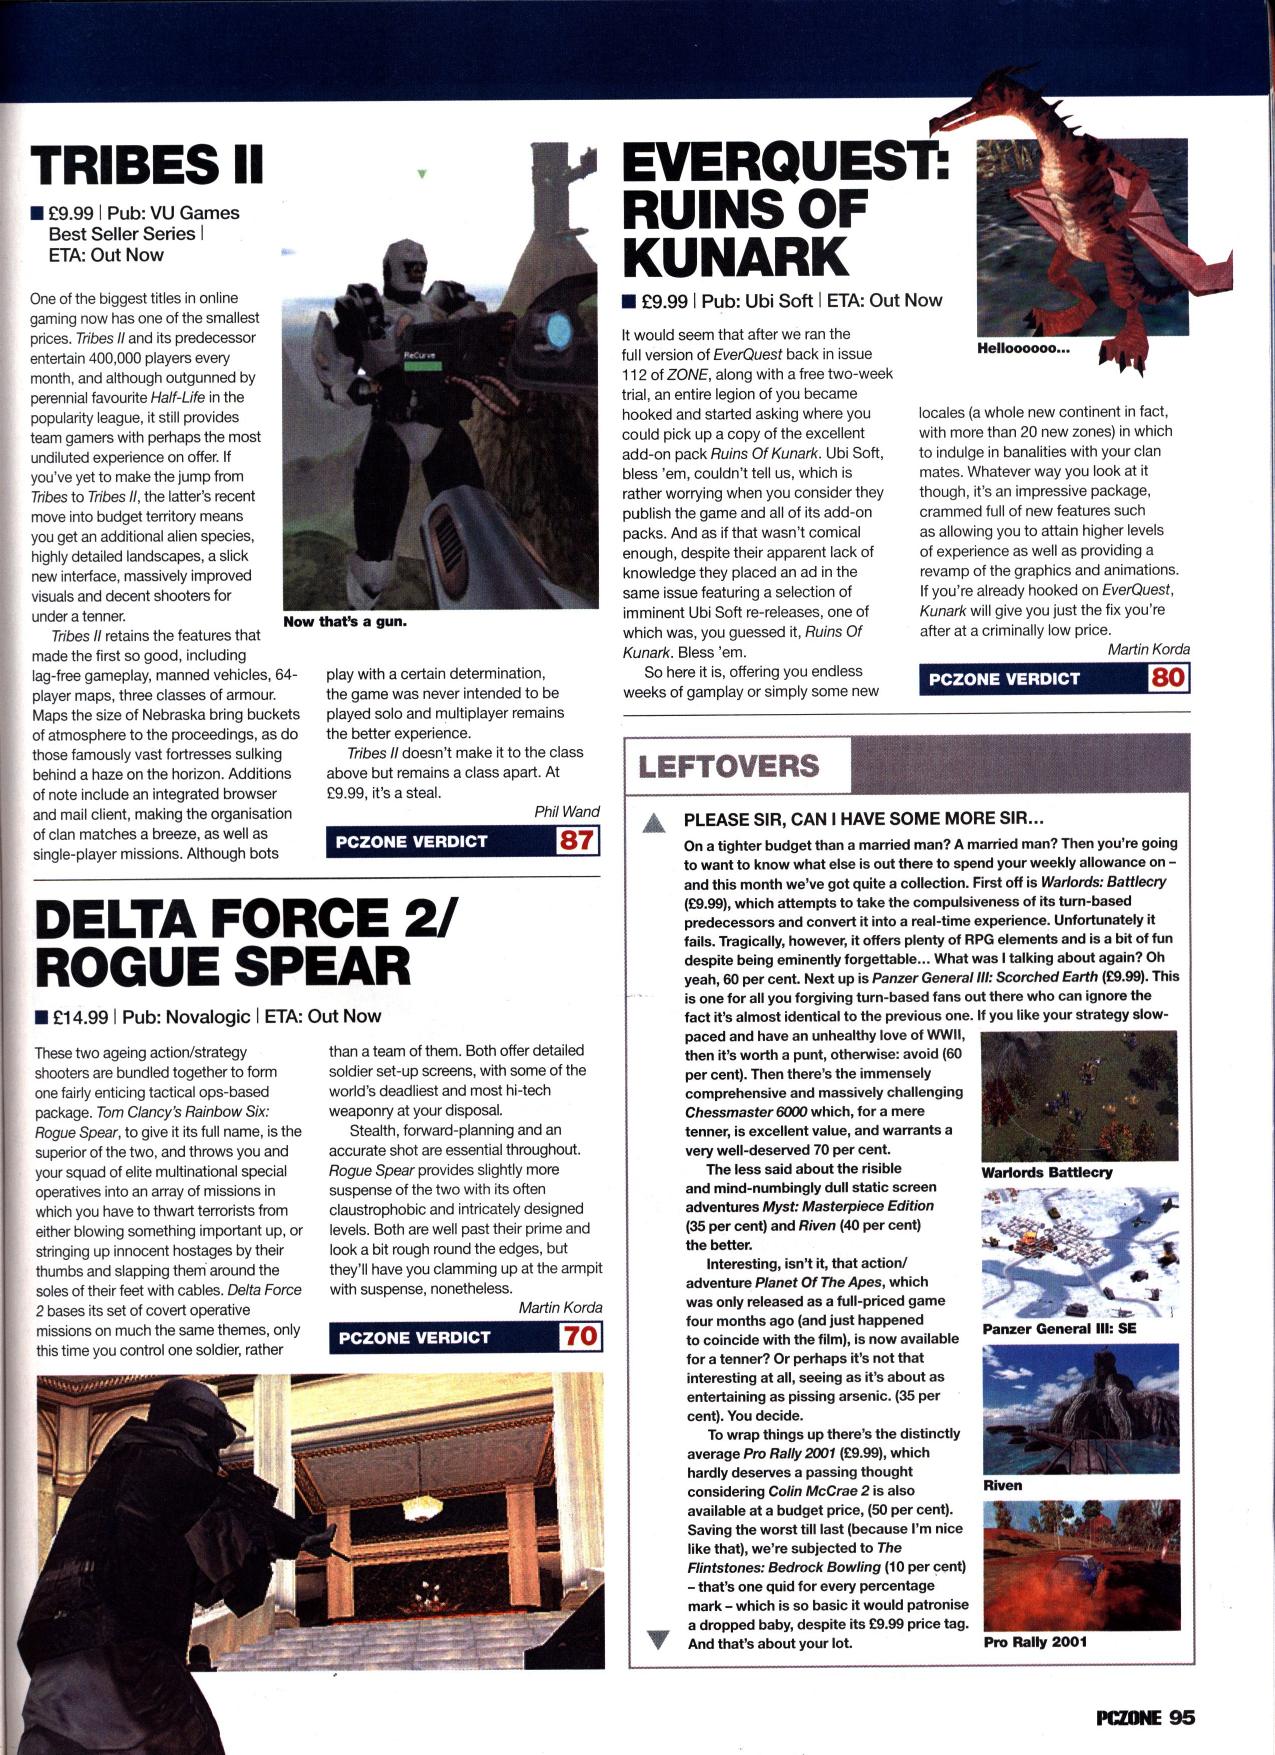 TRIBES II
£9.99 | Pub: VU Games
Best Seller Series |
ETA: Out Now
One of the biggest titles in online
gaming now has one of the smallest
prices. Tribes II and its predecessor
entertain 400,000 players every
month, and although outgunned by
perennial favourite Half-Life in the
popularity league, it still provides
team gamers with perhaps the most
undiluted experience on offer. If
you've yet to make the jump from
Tribes to Tribes II, the latter's recent
move into budget territory means
you get an additional alien species,
highly detailed landscapes, a slick
new interface, massively improved
visuals and decent shooters for
under a tenner.
Tribes II retains the features that
made the first so good, including
lag-free gameplay, manned vehicles, 64-
player maps, three classes of armour.
Maps the size of Nebraska bring buckets
of atmosphere to the proceedings, as do
those famously vast fortresses sulking
behind a haze on the horizon. Additions
of note include an integrated browser
and mail client, making the organisation
of clan matches a breeze, as well as
single-player missions. Although bots
ReCurve
Now that's a gun.
play with a certain determination,
the game was never intended to be
played solo and multiplayer remains
the better experience.
Tribes II doesn't make it to the class
above but remains a class apart. At
£9.99, it's a steal.
Phil Wand
PCZONE VERDICT 87
DELTA FORCE 2/
ROGUE SPEAR
£14.99 | Pub: Novalogic | ETA: Out Now
These two ageing action/strategy
shooters are bundled together to form
one fairly enticing tactical ops-based
package. Tom Clancy's Rainbow Six:
Rogue Spear, to give it its full name, is the
superior of the two, and throws you and
your squad of elite multinational special
operatives into an array of missions in
which you have to thwart terrorists from
either blowing something important up, or
stringing up innocent hostages by their
thumbs and slapping them around the
soles of their feet with cables. Delta Force
2 bases its set of covert operative
missions on much the same themes, only
this time you control one soldier, rather
than a team of them. Both offer detailed
soldier set-up screens, with some of the
world's deadliest and most hi-tech
weaponry at your disposal.
Stealth, forward-planning and an
accurate shot are essential throughout.
Rogue Spear provides slightly more
suspense of the two with its often
claustrophobic and intricately designed
levels. Both are well past their prime and
look a bit rough round the edges, but
they'll have you clamming up at the armpit
with suspense, nonetheless.
Martin Korda
PCZONE VERDICT 70
EVERQUEST:
RUINS OF
KUNARK
£9.99 | Pub: Ubi Soft | ETA: Out Now
Helloooooo...
It would seem that after we ran the
full version of EverQuest back in issue
112 of ZONE, along with a free two-week
trial, an entire legion of you became
hooked and started asking where you
could pick up a copy of the excellent
add-on pack Ruins Of Kunark. Ubi Soft,
bless 'em, couldn't tell us, which is
rather worrying when you consider they
publish the game and all of its add-on
packs. And as if that wasn't comical
enough, despite their apparent lack of
knowledge they placed an ad in the
same issue featuring a selection of
imminent Ubi Soft re-releases, one of
which was, you guessed it, Ruins Of
Kunark. Bless 'em.
So here it is, offering you endless
weeks of gamplay or simply some new
locales (a whole new continent in fact,
with more than 20 new zones) in which
to indulge in banalities with your clan
mates. Whatever way you look at it
though, it's an impressive package,
crammed full of new features such
as allowing you to attain higher levels
of experience as well as providing a
revamp of the graphics and animations.
If you're already hooked on EverQuest,
Kunark will give you just the fix you're
after at a criminally low price.
Martin Korda
PCZONE VERDICT 80
LEFTOVERS
PLEASE SIR, CAN I HAVE SOME MORE SIR...
On a tighter budget than a married man? A married man? Then you're going
to want to know what else is out there to spend your weekly allowance on –
and this month we've got quite a collection. First off is Warlords: Battlecry
(£9.99), which attempts to take the compulsiveness of its turn-based
predecessors and convert it into a real-time experience. Unfortunately it
fails. Tragically, however, it offers plenty of RPG elements and is a bit of fun
despite being eminently forgettable... What was I talking about again? Oh
yeah, 60 per cent. Next up is Panzer General III: Scorched Earth (£9.99). This
is one for all you forgiving turn-based fans out there who can ignore the
fact it's almost identical to the previous one. If you like your strategy slow-
paced and have an unhealthy love of WWII,
then it's worth a punt, otherwise: avoid (60
per cent). Then there's the immensely
comprehensive and massively challenging
Chessmaster 6000 which, for a mere
tenner, is excellent value, and warrants a
very well-deserved 70 per cent.
The less said about the risible
and mind-numbingly dull static screen
adventures Myst: Masterpiece Edition
(35 per cent) and Riven (40 per cent)
the better.
Interesting, isn't it, that action/
adventure Planet Of The Apes, which
was only released as a full-priced game
four months ago (and just happened
to coincide with the film), is now available
for a tenner? Or perhaps it's not that
interesting at all, seeing as it's about as
entertaining as pissing arsenic. (35 per
cent). You decide.
To wrap things up there's the distinctly
average Pro Rally 2001 (£9.99), which
hardly deserves a passing thought
considering Colin McCrae 2 is also
available at a budget price, (50 per cent).
Saving the worst till last (because I'm nice
like that), we're subjected to The
Flintstones: Bedrock Bowling (10 per cent)
– that's one quid for every percentage
mark – which is so basic it would patronise
a dropped baby, despite its £9.99 price tag.
And that's about your lot.
Warlords Battlecry
Panzer General III: SE
Riven
Pro Rally 2001
PCZONE 95